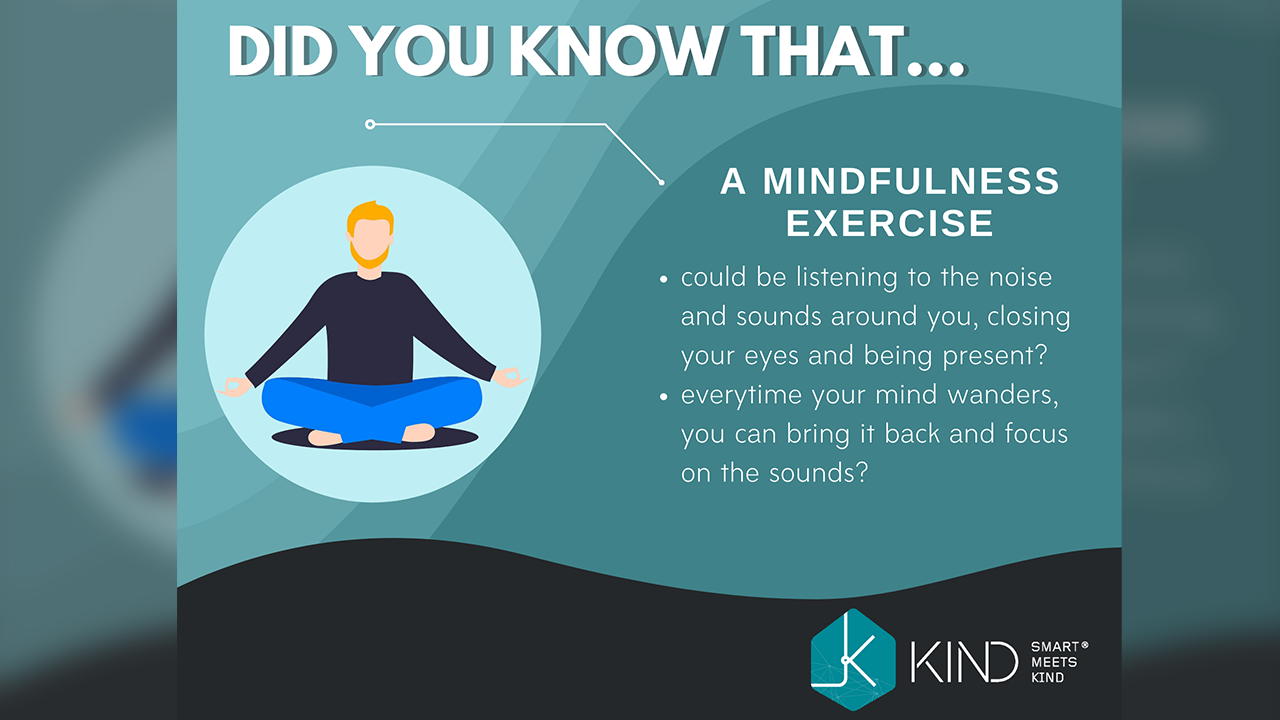 DID YOU KNOW THAT...
A MINDFULNESS
EXERCISE
• could be listening to the noise
and sounds around you, closing
your eyes and being present?
• everytime your mind wanders,
you can bring it back and focus
on the sounds?
K KIND SMART®
MEETS
KIND